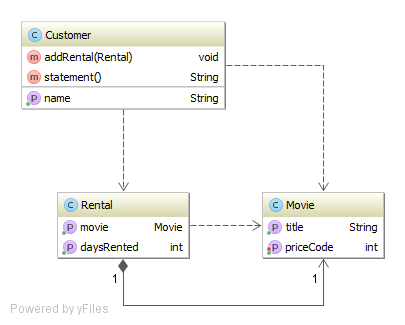 C Customer
m addRental(Rental) void
m statement() String
P name String
C Rental
P movie Movie
P daysRented int
C Movie
P title String
P priceCode int
1 1
Powered by yFiles